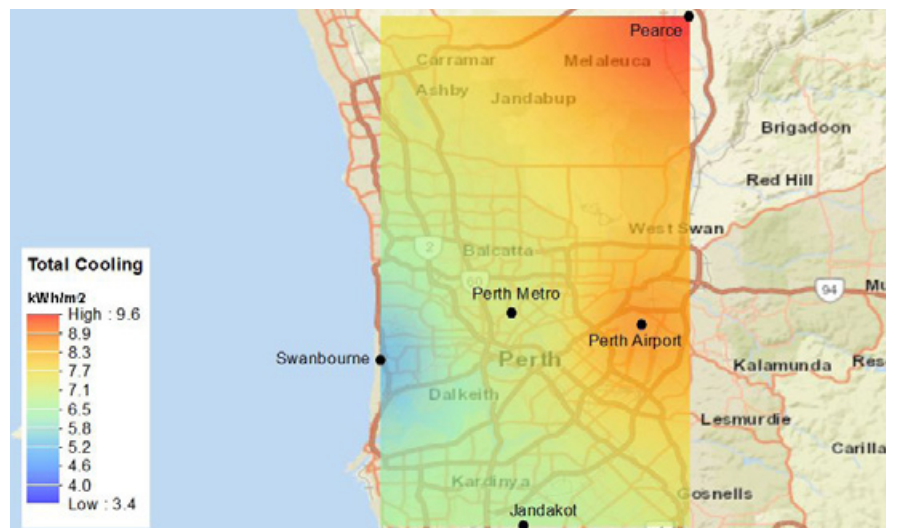 Pearce
Carramar
Melaleuca
Ashby
Jandabup
Brigadoon
Red Hill
West Swan
2
Balcatta
Total Cooling
60
94
Mu
kWh/m2
Perth Metro
High : 9.6
8.9
Perth Airport
8.3
Swanbourne
Perth
Kalamunda
Res
7.7
7.1
Dalkeith
6.5
Lesmurdie
5.8
5.2
Carilla
4.6
Kardinya
4.0
Gosnells
Low : 3.4
Jandakot